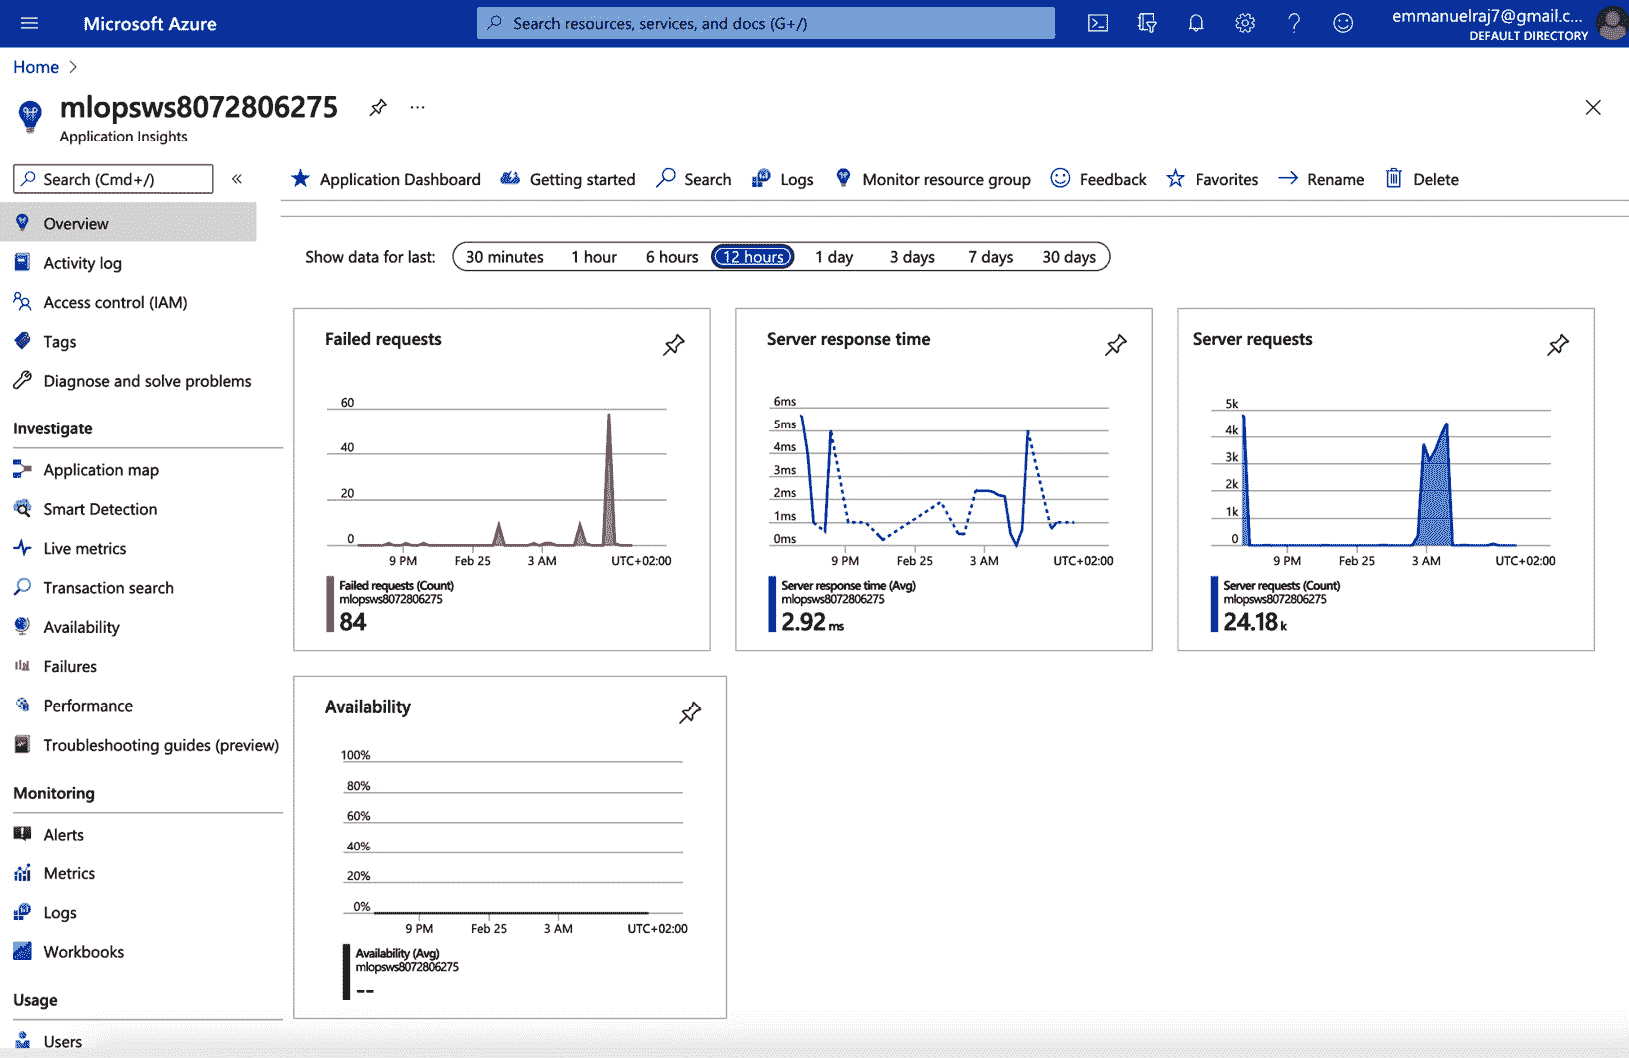 Microsoft Azure
Search resources, services, and docs (G+/)
emmanuelraj7@gmail.c...
DEFAULT DIRECTORY
Home
mlopsws8072806275
...
Application Insights
Search (Cmd+/)
«
Application Dashboard
Getting started
Search
Logs
Monitor resource group
Feedback
Favorites
Rename
Delete
Overview
Activity log
Access control (IAM)
Tags
Diagnose and solve problems
Investigate
Application map
Smart Detection
Live metrics
Transaction search
Availability
Failures
Performance
Troubleshooting guides (preview)
Monitoring
Alerts
Metrics
Logs
Workbooks
Usage
Users
Show data for last:
30 minutes
1 hour
6 hours
12 hours
1 day
3 days
7 days
30 days
Failed requests
60
40
20
0
9 PM
Feb 25
3 AM
UTC+02:00
Failed requests (Count)
mlopsws8072806275
84
Server response time
6ms
5ms
4ms
3ms
2ms
1ms
0ms
9 PM
Feb 25
3 AM
UTC+02:00
Server response time (Avg)
mlopsws8072806275
2.92 ms
Server requests
5k
4k
3k
2k
1k
0
9 PM
Feb 25
3 AM
UTC+02:00
Server requests (Count)
mlopsws8072806275
24.18 k
Availability
100%
80%
60%
40%
20%
0%
9 PM
Feb 25
3 AM
UTC+02:00
Availability (Avg)
mlopsws8072806275
--